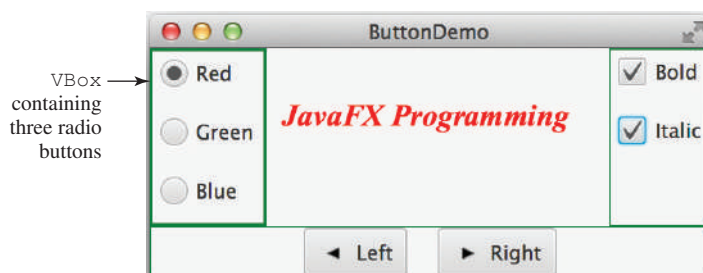 ButtonDemo
VBox
containing
three radio
buttons
Red
Green
Blue
JavaFX Programming
Bold
Italic
◄ Left
► Right